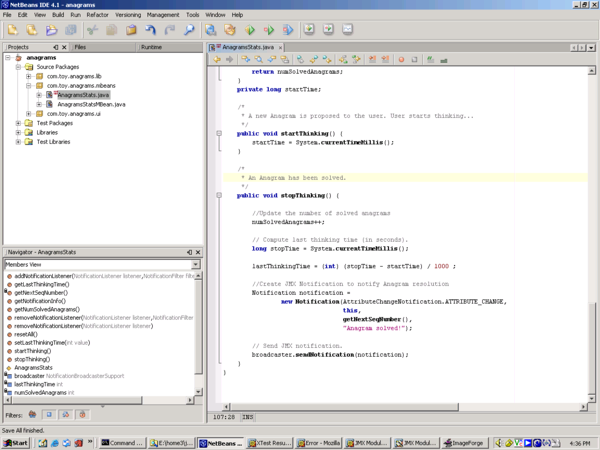 NetBeans IDE 4.1 - anagrams
File Edit View Build Run Refactor Versioning Management Tools Window Help
Projects
Files
Runtime
anagrams
Source Packages
com.toy.anagrams.lib
com.toy.anagrams.mbeans
AnagramsStats.java
AnagramsStatsMBean.java
com.toy.anagrams.ui
Test Packages
Libraries
Test Libraries
Navigator - AnagramsStats
Members View
addNotificationListener(NotificationListener listener,NotificationFilter filte
getLastThinkingTime()
getNextSeqNumber()
getNotificationInfo()
getNumSolvedAnagrams()
removeNotificationListener(NotificationListener listener,NotificationFilter
removeNotificationListener(NotificationListener listener)
resetAll()
setLastThinkingTime(int value)
startThinking()
stopThinking()
AnagramsStats
broadcaster NotificationBroadcasterSupport
lastThinkingTime int
numSolvedAnagrams int
Filters:
AnagramsStats.java
return numSolvedAnagrams;
}
private long startTime;
/*
* A new Anagram is proposed to the user. User starts thinking...
*/
public void startThinking() {
startTime = System.currentTimeMillis();
}
/*
* An Anagram has been solved.
*/
public void stopThinking() {
//Update the number of solved anagrams
numSolvedAnagrams++;
// Compute last thinking time (in seconds).
long stopTime = System.currentTimeMillis();
lastThinkingTime = (int) (stopTime - startTime) / 1000 ;
//Create JMX Notification to notify Anagram resolution
Notification notification =
new Notification(AttributeChangeNotification.ATTRIBUTE_CHANGE,
this,
getNextSeqNumber(),
"Anagram solved!");
// Send JMX notification.
broadcaster.sendNotification(notification);
}
}
107:28 INS
Save All finished.
Start
Command ...
E:\home3\j...
NetBeans ...
XTest Resu...
Error - Mozilla
JMX Modul...
JMX Modul...
ImageForge
4:36 PM